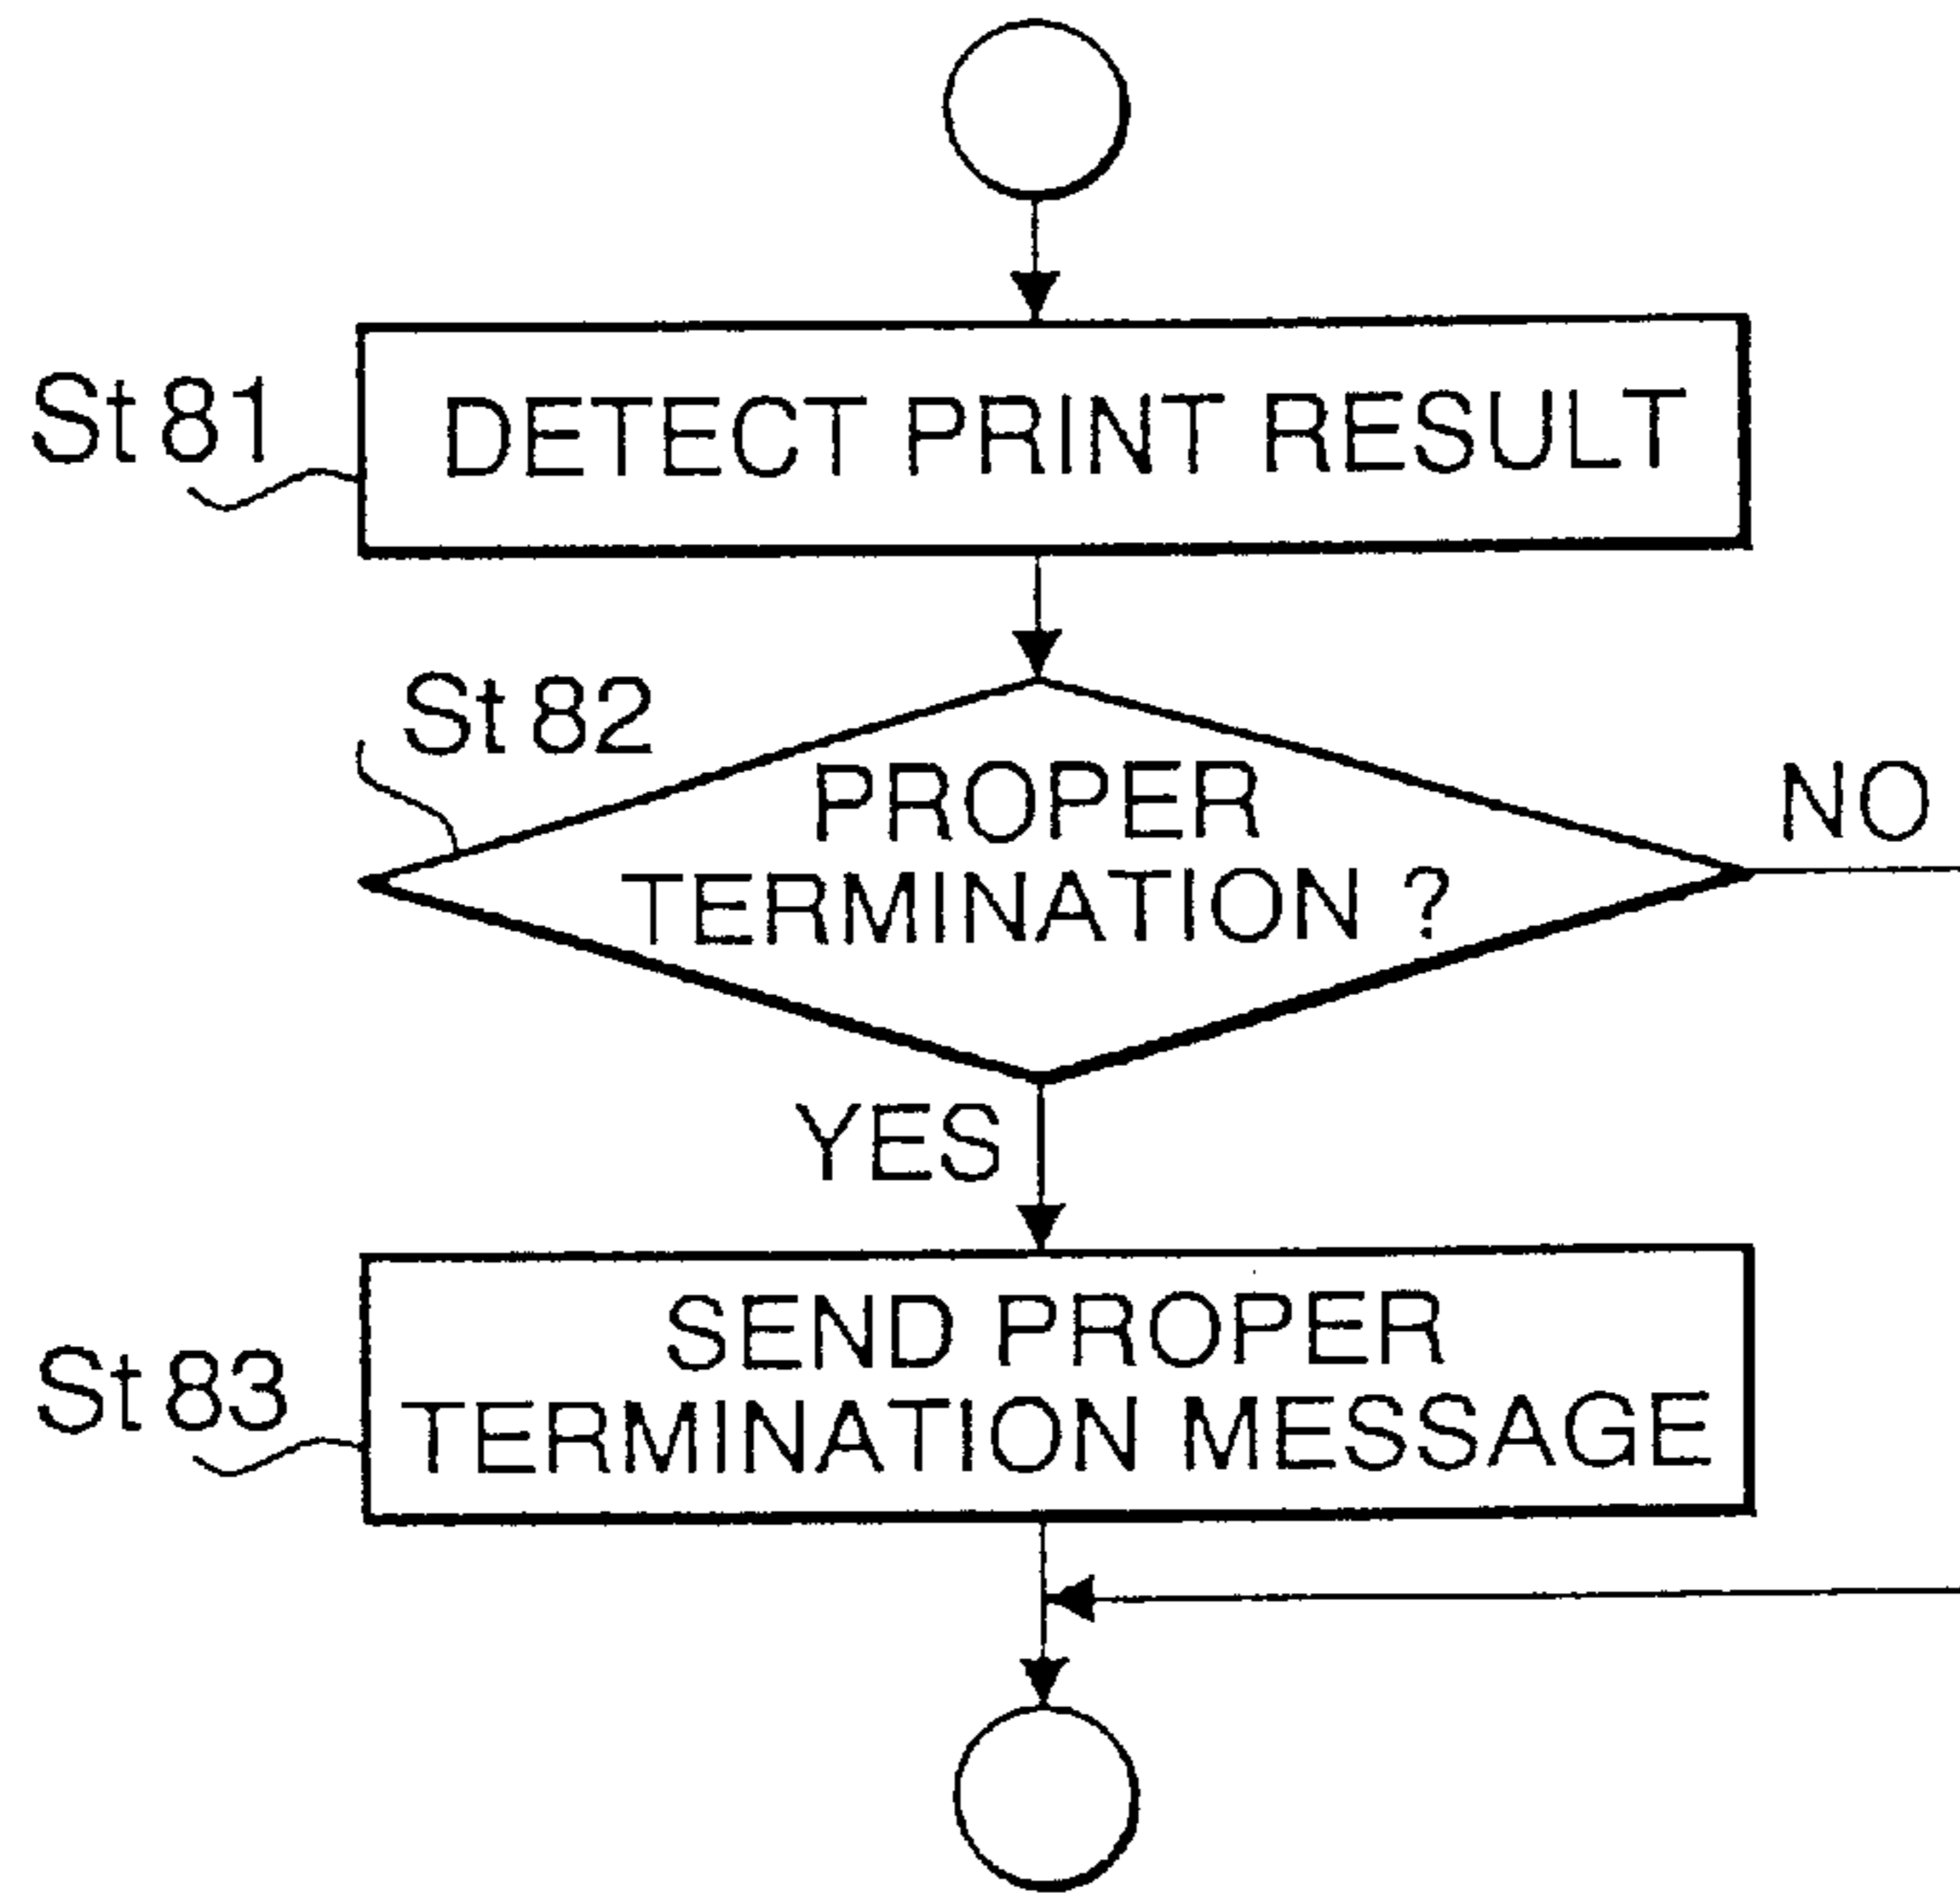 St 81
DETECT PRINT RESULT
St 82
PROPER
TERMINATION ?
NO
YES
SEND PROPER
TERMINATION MESSAGE
St 83